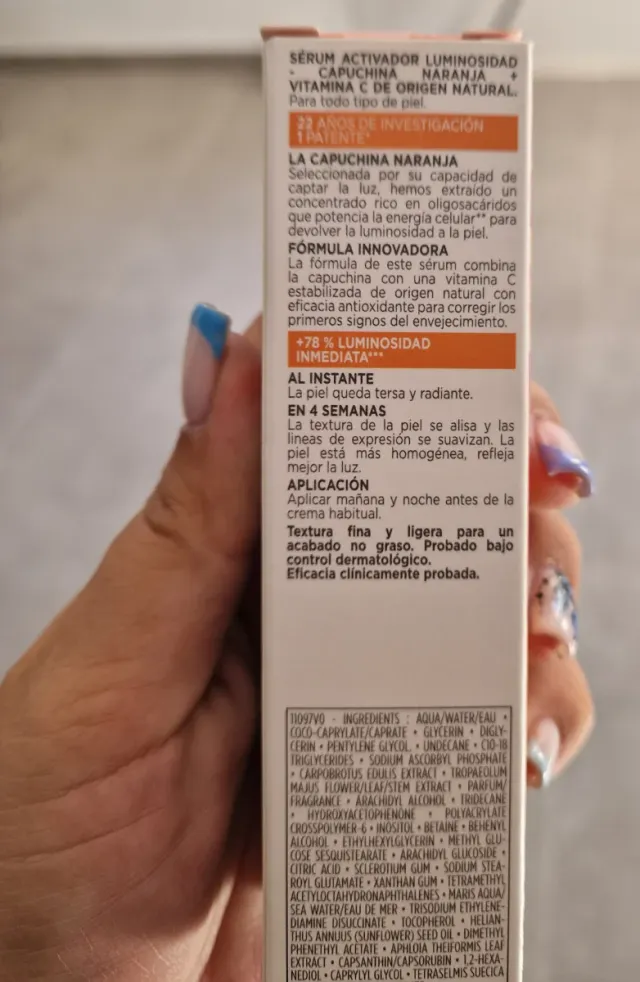 SÉRUM ACTIVADOR LUMINOSIDAD
- CAPUCHINA NARANJA +
VITAMINA C DE ORIGEN NATURAL.
Para todo tipo de piel.
22 AÑOS DE INVESTIGACIÓN
1 PATENTE*
LA CAPUCHINA NARANJA
Seleccionada por su capacidad de
captar la luz, hemos extraído un
concentrado rico en oligosacáridos
que potencia la energía celular** para
devolver la luminosidad a la piel.
FÓRMULA INNOVADORA
La fórmula de este sérum combina
la capuchina con una vitamina C
estabilizada de origen natural con
eficacia antioxidante para corregir los
primeros signos del envejecimiento.
+78 % LUMINOSIDAD
INMEDIATA***
AL INSTANTE
La piel queda tersa y radiante.
EN 4 SEMANAS
La textura de la piel se alisa y las
lineas de expresión se suavizan. La
piel está más homogénea, refleja
mejor la luz.
APLICACIÓN
Aplicar mañana y noche antes de la
crema habitual.
Textura fina y ligera para un
acabado no graso. Probado bajo
control dermatológico.
Eficacia clínicamente probada.
11097V0 - INGREDIENTS : AQUA/WATER/EAU •
COCO-CAPRYLATE/CAPRATE • GLYCERIN • DIGLY-
CERIN • PENTYLENE GLYCOL • UNDECANE • C10-18
TRIGLYCERIDES • SODIUM ASCORBYL PHOSPHATE
• CARPOBROTUS EDULIS EXTRACT • TROPAEOLUM
MAJUS FLOWER/LEAF/STEM EXTRACT • PARFUM/
FRAGRANCE • ARACHIDYL ALCOHOL • TRIDECANE
• HYDROXYACETOPHENONE • POLYACRYLATE
CROSSPOLYMER-6 • INOSITOL • BETAINE • BEHENYL
ALCOHOL • ETHYLHEXYLGLYCERIN • METHYL GLU-
COSE SESQUISTEARATE • ARACHIDYL GLUCOSIDE •
CITRIC ACID • SCLEROTIUM GUM • SODIUM STEA-
ROYL GLUTAMATE • XANTHAN GUM • TETRAMETHYL
ACETYLOCTAHYDRONAPHTHALENES • MARIS AQUA/
SEA WATER/EAU DE MER • TRISODIUM ETHYLENE-
DIAMINE DISUCCINATE • TOCOPHEROL • HELIAN-
THUS ANNUUS (SUNFLOWER) SEED OIL • DIMETHYL
PHENETHYL ACETATE • APHLOIA THEIFORMIS LEAF
EXTRACT • CAPSANTHIN/CAPSORUBIN • 1,2-HEXA-
NEDIOL • CAPRYLYL GLYCOL • TETRASELMIS SUECICA